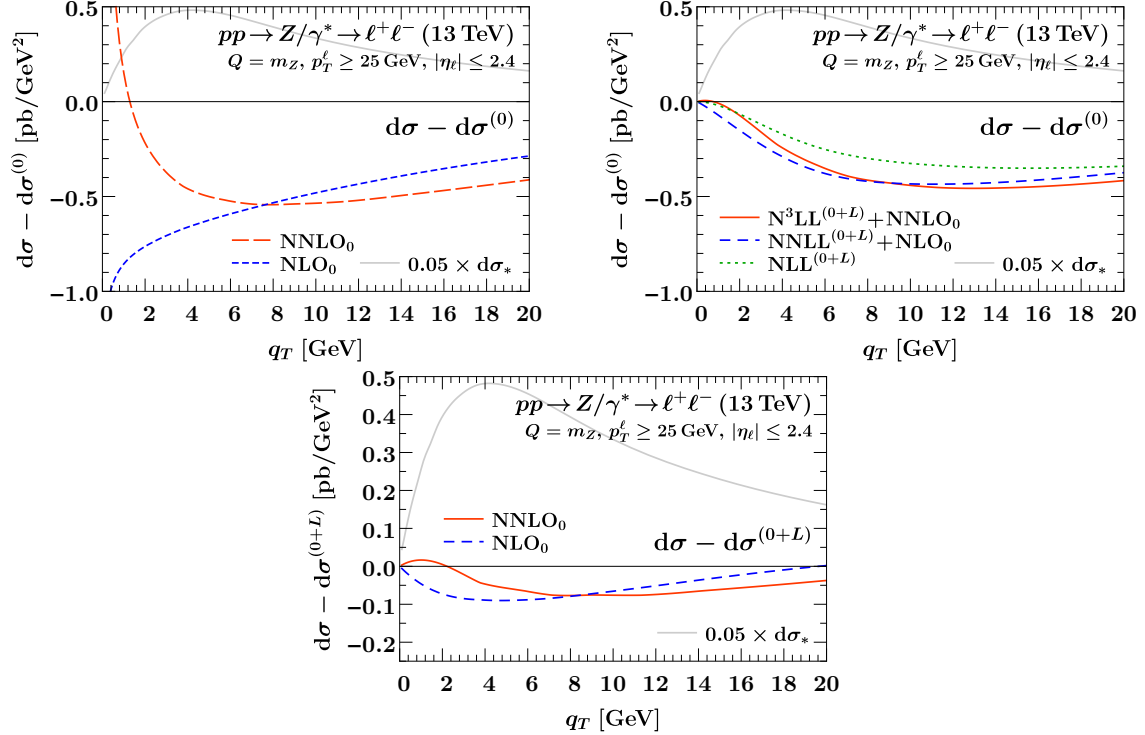 0.5
0.0
−0.5
−1.0
dσ − dσ⁽⁰⁾ [pb/GeV²]
pp → Z/γ* → ℓ⁺ℓ⁻ (13 TeV)
Q = m_Z, p_T^ℓ ≥ 25 GeV, |η_ℓ| ≤ 2.4
dσ − dσ⁽⁰⁾
NNLO₀
NLO₀
0.05 × dσ_*
0 2 4 6 8 10 12 14 16 18 20
q_T [GeV]
0.5
0.0
−0.5
−1.0
dσ − dσ⁽⁰⁾ [pb/GeV²]
pp → Z/γ* → ℓ⁺ℓ⁻ (13 TeV)
Q = m_Z, p_T^ℓ ≥ 25 GeV, |η_ℓ| ≤ 2.4
dσ − dσ⁽⁰⁾
N³LL⁽⁰⁺ᴸ⁾+NNLO₀
NNLL⁽⁰⁺ᴸ⁾+NLO₀
NLL⁽⁰⁺ᴸ⁾
0.05 × dσ_*
0 2 4 6 8 10 12 14 16 18 20
q_T [GeV]
0.5
0.4
0.3
0.2
0.1
0.0
−0.1
−0.2
dσ − dσ⁽⁰⁺ᴸ⁾ [pb/GeV²]
pp → Z/γ* → ℓ⁺ℓ⁻ (13 TeV)
Q = m_Z, p_T^ℓ ≥ 25 GeV, |η_ℓ| ≤ 2.4
NNLO₀
NLO₀
dσ − dσ⁽⁰⁺ᴸ⁾
0.05 × dσ_*
0 2 4 6 8 10 12 14 16 18 20
q_T [GeV]